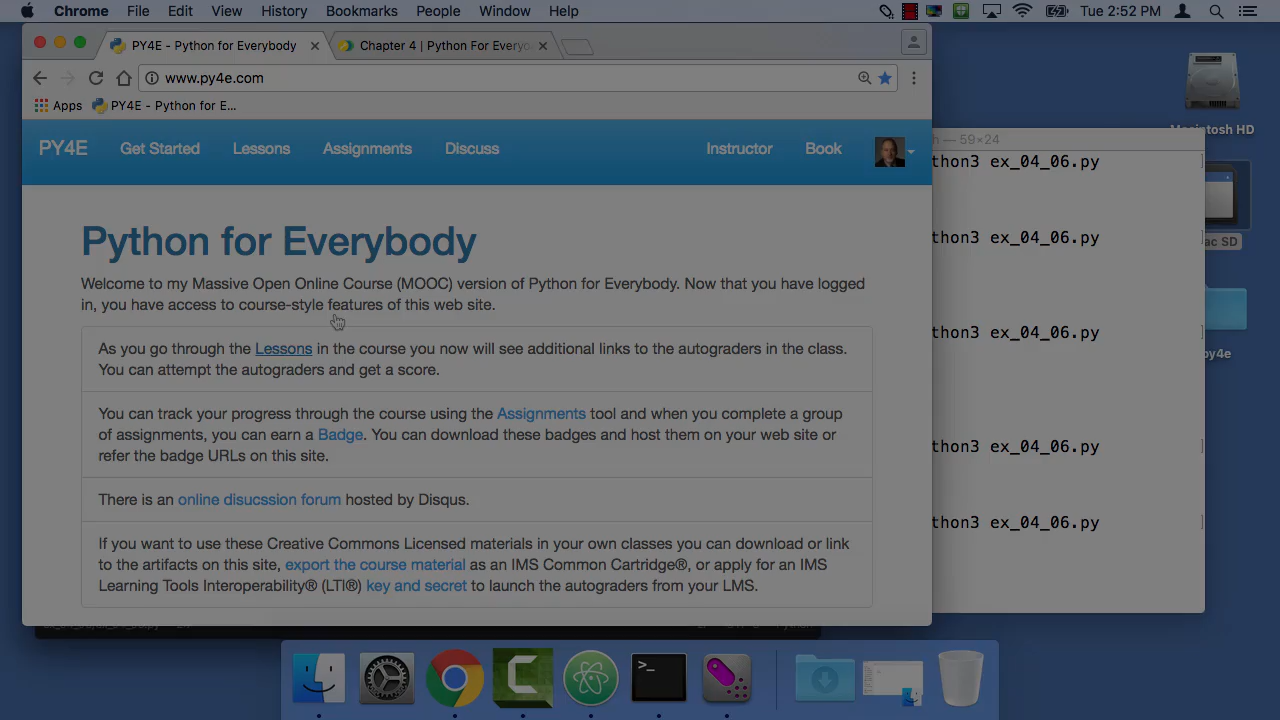 Chrome File Edit View History Bookmarks People Window Help Tue 2:52 PM
PY4E - Python for Everybody Chapter 4 | Python For Everyo
www.py4e.com
Apps PY4E - Python for E...
PY4E Get Started Lessons Assignments Discuss Instructor Book
Python for Everybody
Welcome to my Massive Open Online Course (MOOC) version of Python for Everybody. Now that you have logged
in, you have access to course-style features of this web site.
As you go through the Lessons in the course you now will see additional links to the autograders in the class.
You can attempt the autograders and get a score.
You can track your progress through the course using the Assignments tool and when you complete a group
of assignments, you can earn a Badge. You can download these badges and host them on your web site or
refer the badge URLs on this site.
There is an online disucssion forum hosted by Disqus.
If you want to use these Creative Commons Licensed materials in your own classes you can download or link
to the artifacts on this site, export the course material as an IMS Common Cartridge®, or apply for an IMS
Learning Tools Interoperability® (LTI®) key and secret to launch the autograders from your LMS.
h — 59×24
thon3 ex_04_06.py
thon3 ex_04_06.py
thon3 ex_04_06.py
thon3 ex_04_06.py
thon3 ex_04_06.py
Macintosh HD
ac SD
py4e